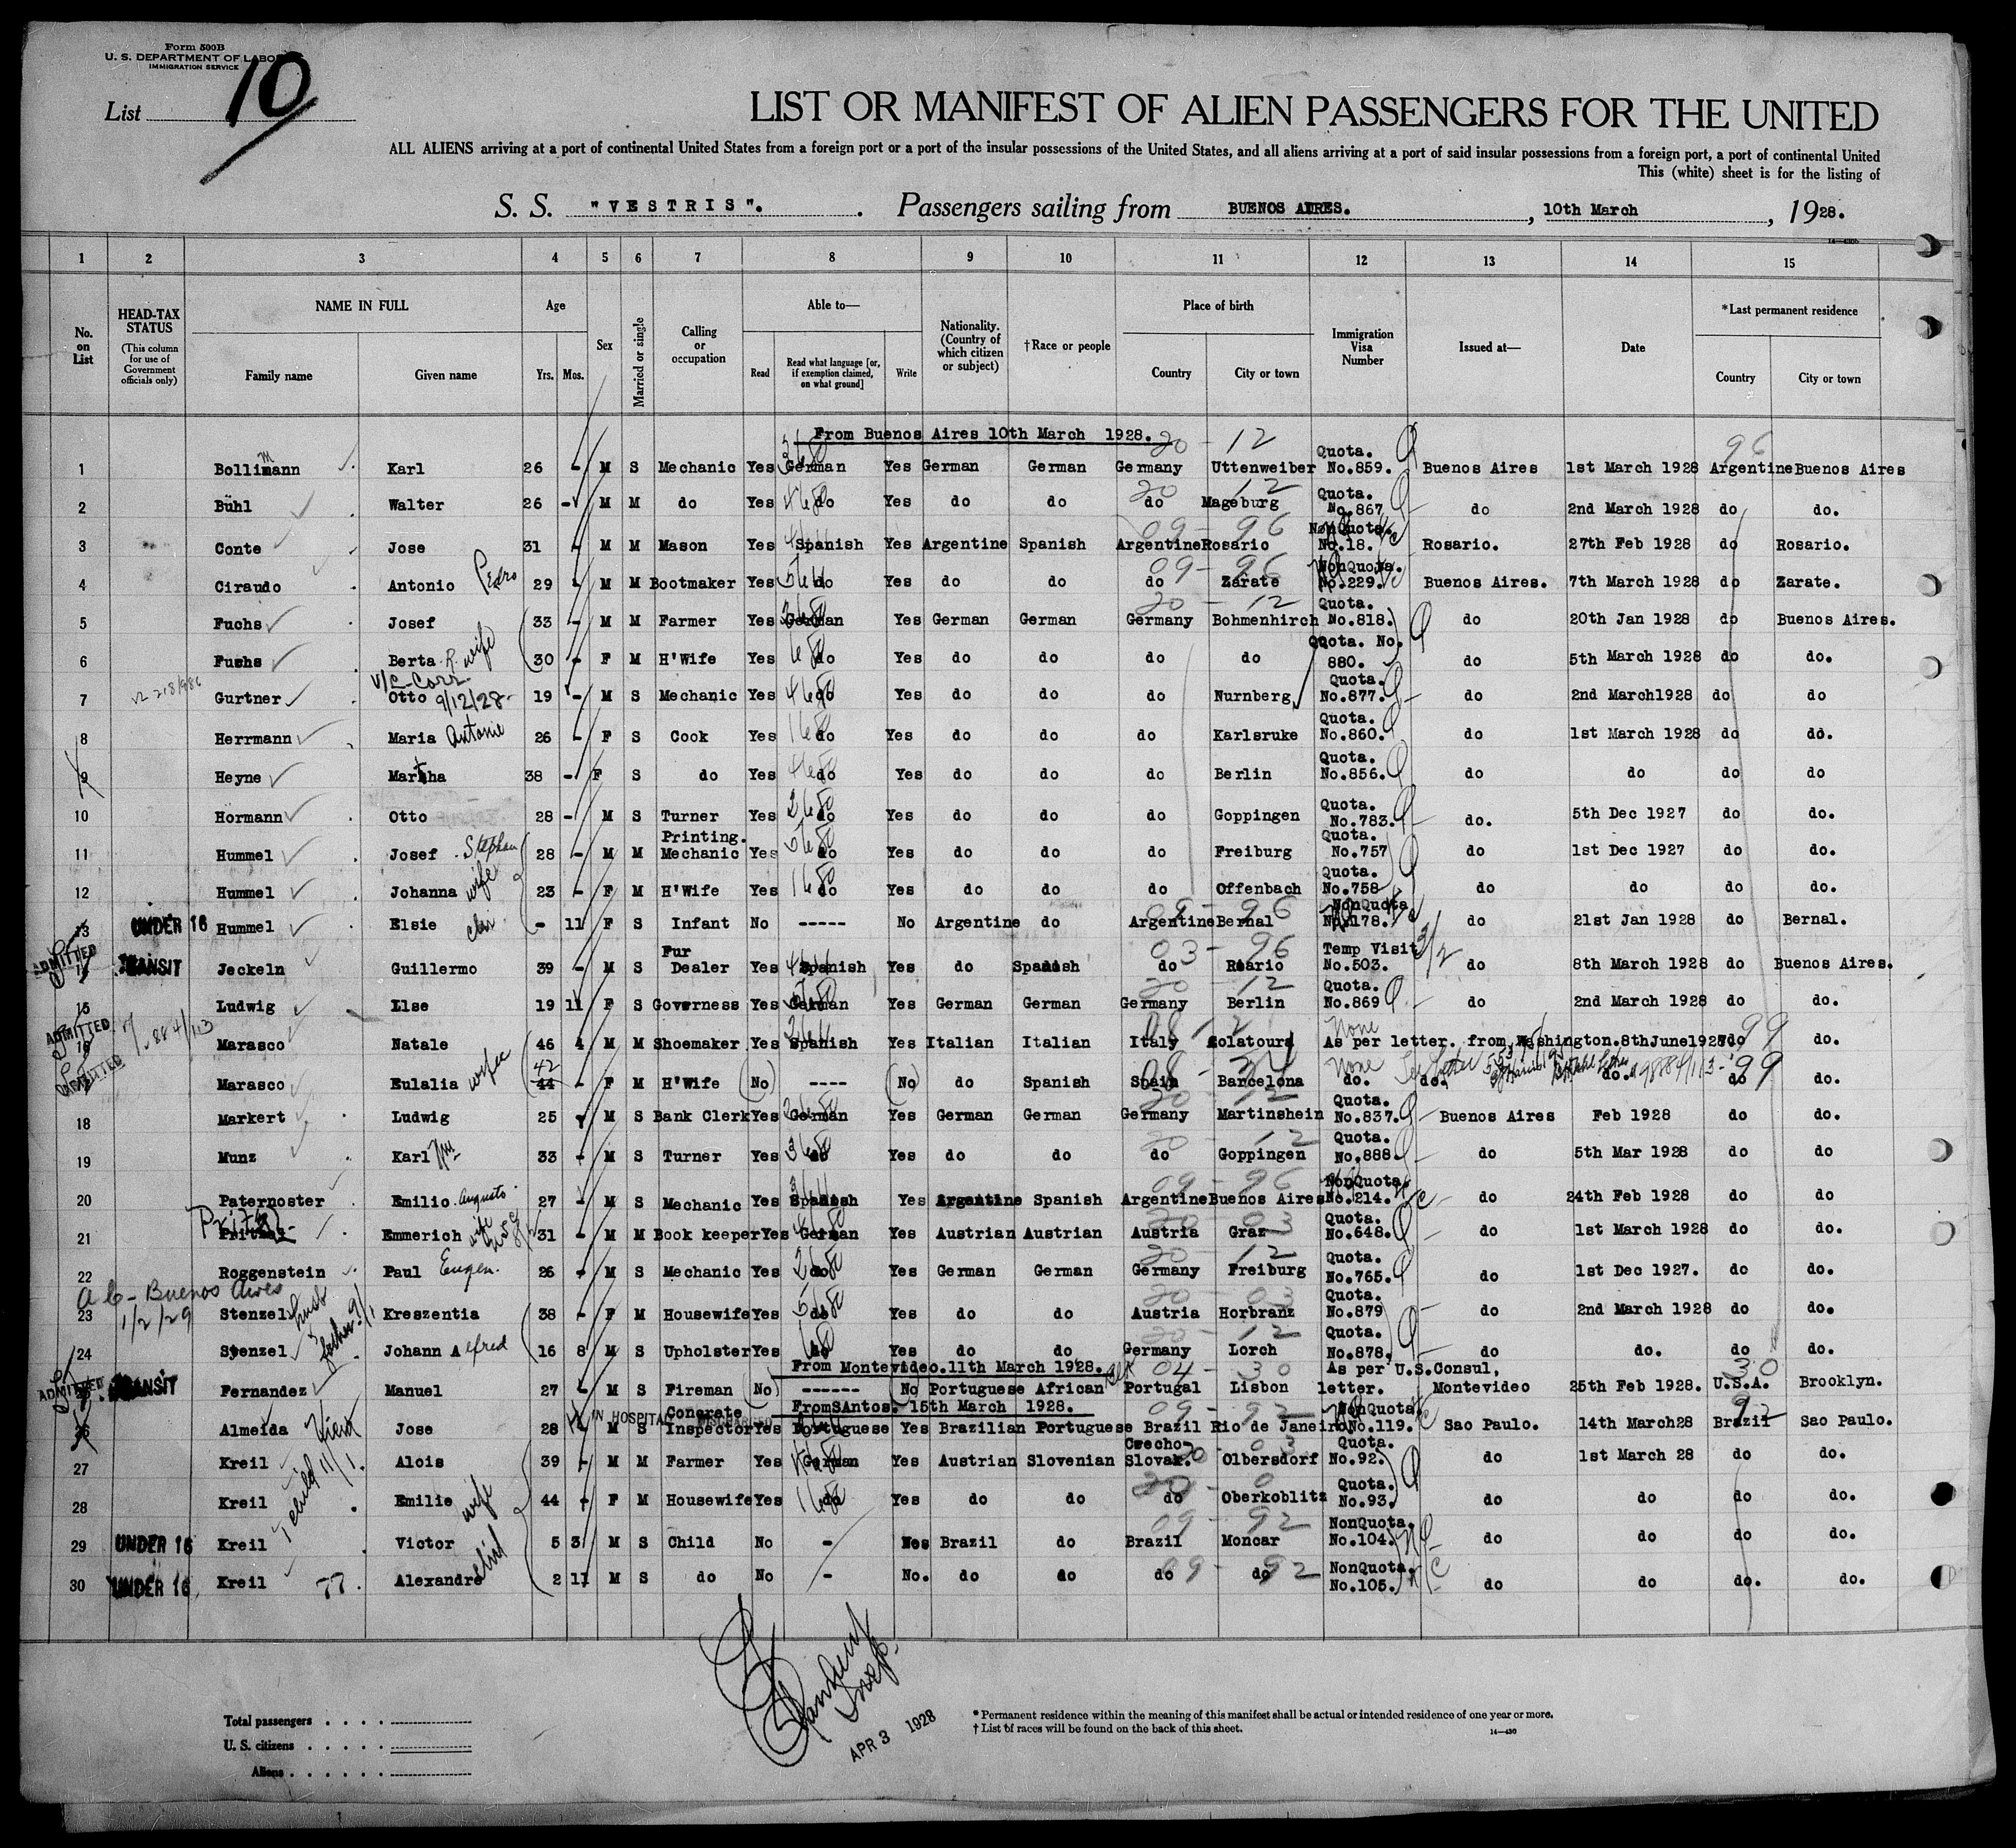 Form 500B
U. S. DEPARTMENT OF LABOR
IMMIGRATION SERVICE
List 10
LIST OR MANIFEST OF ALIEN PASSENGERS FOR THE UNITED
ALL ALIENS arriving at a port of continental United States from a foreign port or a port of the insular possessions of the United States, and all aliens arriving at a port of said insular possessions from a foreign port, a port of continental United
This (white) sheet is for the listing of
S. S. "VESTRIS". Passengers sailing from BUENOS AIRES. , 10th March , 1928.
1 2 3 4 5 6 7 8 9 10 11 12 13 14 15
No. on List
HEAD-TAX STATUS (This column for use of Government officials only)
NAME IN FULL Family name Given name
Age Yrs. Mos.
Sex
Married or single
Calling or occupation
Able to— Read Read what language [or, if exemption claimed, on what ground] Write
Nationality. (Country of which citizen or subject)
†Race or people
Place of birth Country City or town
Immigration Visa Number
Issued at—
Date
*Last permanent residence Country City or town
From Buenos Aires 10th March 1928.
1 Bollimann Karl 26 - M S Mechanic Yes German Yes German German Germany Uttenweiber Quota. No.859. Buenos Aires 1st March 1928 Argentine Buenos Aires
2 Bühl Walter 26 - M M do Yes do Yes do do do Mageburg Quota. No.867 do 2nd March 1928 do do.
3 Conte Jose 31 - M M Mason Yes Spanish Yes Argentine Spanish Argentine Rosario NonQuota. No.18. Rosario. 27th Feb 1928 do Rosario.
4 Ciraudo Antonio Pedro 29 - M M Bootmaker Yes do Yes do do do Zarate NonQuota. No.229. Buenos Aires. 7th March 1928 do Zarate.
5 Fuchs Josef 33 - M M Farmer Yes German Yes German German Germany Bohmenhirch Quota. No.818. do 20th Jan 1928 do Buenos Aires.
6 Fuchs Berta R. wife 30 - F M H'Wife Yes do Yes do do do do Quota. No. 880. do 5th March 1928 do do.
V/C-Corr.
7 Gurtner Otto 9/12/28- 19 - M S Mechanic Yes do Yes do do do Nurnberg Quota. No.877. do 2nd March1928 do do
8 Herrmann Maria Antonie 26 - F S Cook Yes do Yes do do do Karlsruke Quota. No.860. do 1st March 1928 do do.
9 Heyne Martha 38 - F S do Yes do Yes do do do Berlin Quota. No.856. do do do do
10 Hormann Otto 28 - M S Turner Yes do Yes do do do Goppingen Quota. No.783. do. 5th Dec 1927 do do.
11 Hummel Josef Stephan 28 - M M Printing. Mechanic Yes do Yes do do do Freiburg Quota. No.757 do 1st Dec 1927 do do.
12 Hummel Johanna wife 23 - F M H'Wife Yes do Yes do do do Offenbach Quota. No.758 do do do do.
13 UNDER 16 Hummel Elsie - 11 F S Infant No ----- No Argentine do Argentine Bernal NonQuota No.178. do 21st Jan 1928 do Bernal.
ADMITTED TRANSIT Jeckeln Guillermo 39 - M S Fur Dealer Yes Spanish Yes do Spanish do Rosario Temp Visit No.503. do 8th March 1928 do Buenos Aires.
15 Ludwig Ilse 19 11 F S Governess Yes German Yes German German Germany Berlin Quota. No.869 do 2nd March 1928 do do.
ADMITTED Marasco Natale 46 4 M M Shoemaker Yes Spanish Yes Italian Italian Italy None As per letter. from Washington.8thJune1927 do do.
ADMITTED Marasco Eulalia wife 42 44 - F M H'Wife (No) ---- (No) do Spanish Spain Barcelona None do. do. do. do do.
18 Markert Ludwig 25 - M S Bank Clerk Yes German Yes German German Germany Martinshein Quota. No.837. Buenos Aires Feb 1928 do do.
19 Munz Karl Wm 33 - M S Turner Yes do Yes do do do Goppingen Quota. No.888. do 5th Mar 1928 do do
20 Paternoster Emilio Augusto 27 - M S Mechanic Yes Spanish Yes Argentine Spanish Argentine Buenos Aires NonQuota No.214. do 24th Feb 1928 do do.
21 Emmerich 31 - M M Book keeper Yes German Yes Austrian Austrian Austria Graz Quota. No.648. do 1st March 1928 do do.
22 Roggenstein Paul Eugen. 26 - M S Mechanic Yes do Yes German German Germany Freiburg Quota. No.765. do 1st Dec 1927. do do.
Buenos Aires 1/2/29
23 Stenzel Kreszentia 38 - F M Housewife Yes do Yes do do Austria Horbranz Quota. No.879 do 2nd March 1928 do do.
24 Stenzel Johann Alfred 16 8 M S Upholster Yes do Yes do do Germany Lorch Quota. No.878. do do. do do.
From Montevideo.11th March 1928.
ADMITTED TRANSIT Fernandez Manuel 27 - M S Fireman (No) ------ (No) Portuguese African Portugal Lisbon As per U.S.Consul, letter. Montevideo 25th Feb 1928. U.S.A. Brooklyn.
FromSAntos. 15th March 1928.
IN HOSPITAL DISCHARGED
26 Almeida Jose 28 M S Concrate Inspector Yes Portuguese Yes Brazilian Portuguese Brazil Rio de Janeiro NonQuota No.119. Sao Paulo. 14th March28 Brazil Sao Paulo.
27 Kreil Alois 39 - M M Farmer Yes German Yes Austrian Slovenian Czecho-Slovak. Olbersdorf Quota. No.92. do 1st March 28 do do.
28 Kreil Emilie wife 44 - F M Housewife Yes do Yes do do do Oberkoblitz Quota. No.93. do do do do.
29 UNDER 16 Kreil Victor child 5 3 M S Child No - Brazil do Brazil Moncar NonQuota. No.104. do do do do.
30 UNDER 16 Kreil Alexandre 2 11 M S do No - No. do do do do NonQuota. No.105. do do do. do.
Insp.
APR 3 1928
Total passengers . . . .
U. S. citizens . . . . .
Aliens . . . . . .
* Permanent residence within the meaning of this manifest shall be actual or intended residence of one year or more.
† List of races will be found on the back of this sheet.
14—430